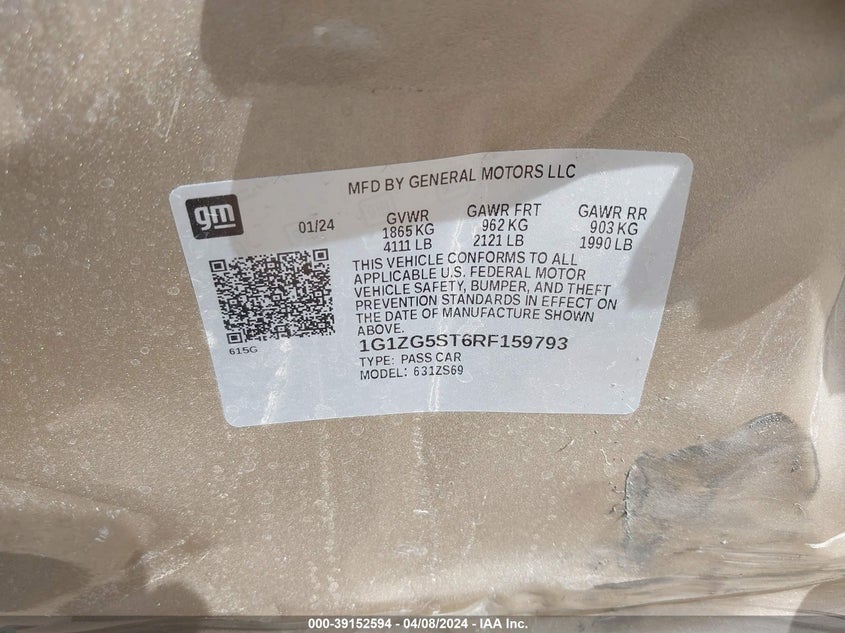 MFD BY GENERAL MOTORS LLC
gm
01/24
GVWR GAWR FRT GAWR RR
1865 KG 962 KG 903 KG
4111 LB 2121 LB 1990 LB
THIS VEHICLE CONFORMS TO ALL
APPLICABLE U.S. FEDERAL MOTOR
VEHICLE SAFETY, BUMPER, AND THEFT
PREVENTION STANDARDS IN EFFECT ON
THE DATE OF MANUFACTURE SHOWN
ABOVE.
615G
1G1ZG5ST6RF159793
TYPE: PASS CAR
MODEL: 631ZS69
000-39152594 - 04/08/2024 - IAA Inc.